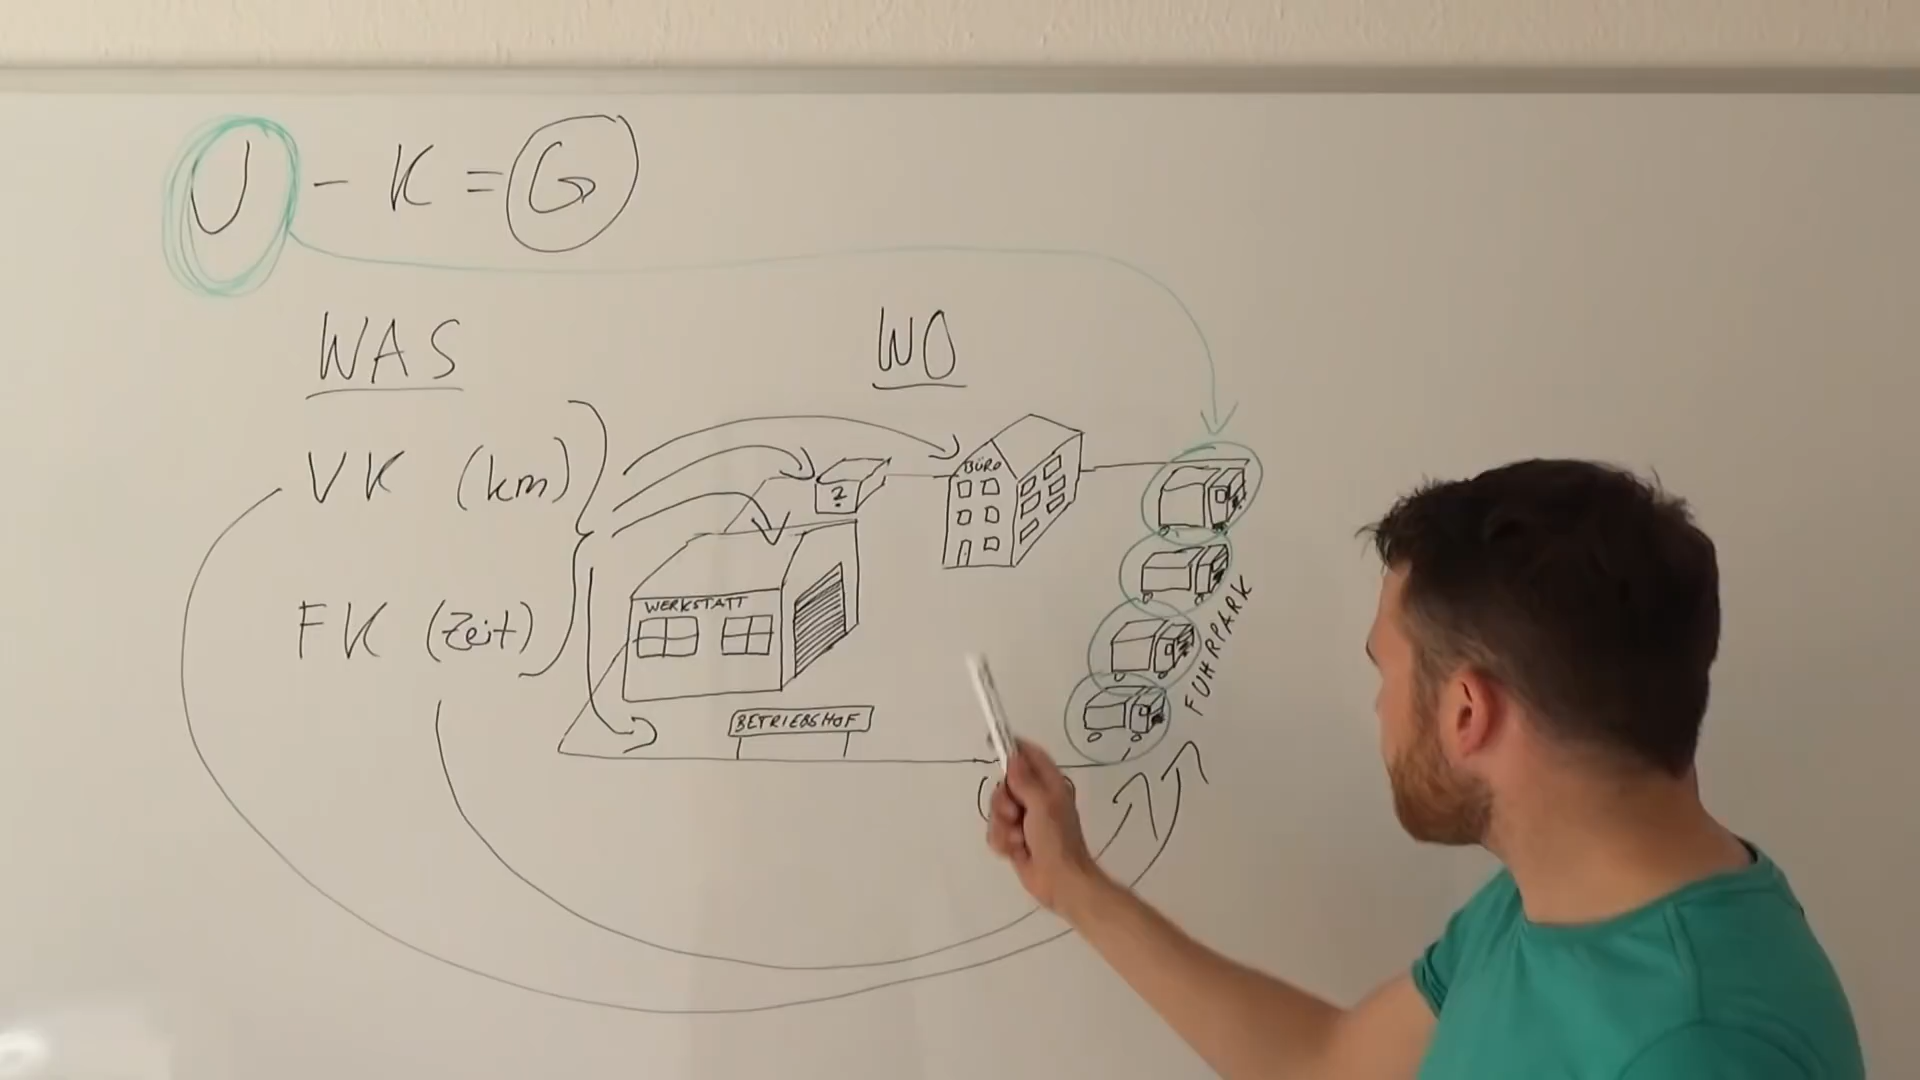 U - K = G
WAS
WO
VK (km)
FK (Zeit)
?
BÜRO
WERKSTATT
BETRIEBSHOF
FUHRPARK